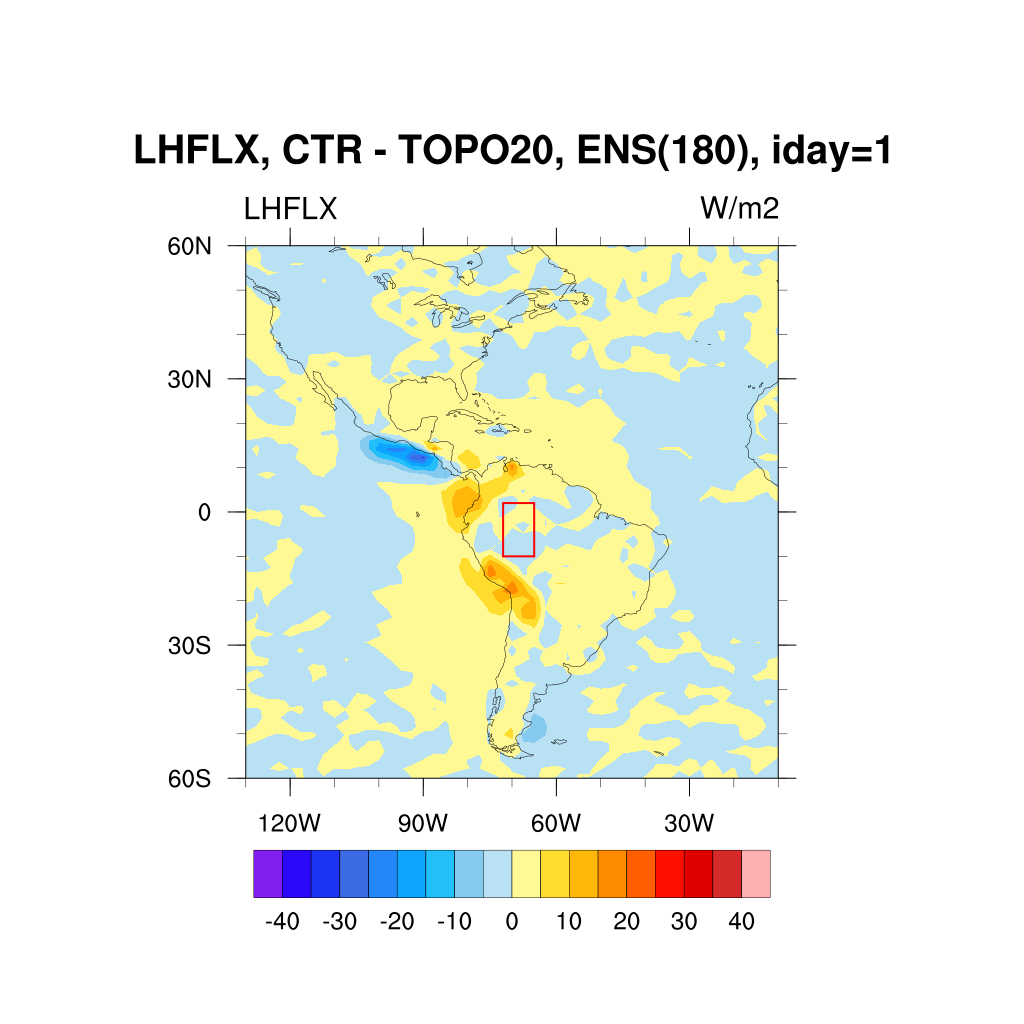 LHFLX, CTR - TOPO20, ENS(180), iday=1
LHFLX W/m2
60N
30N
0
30S
60S
120W 90W 60W 30W
-40 -30 -20 -10 0 10 20 30 40